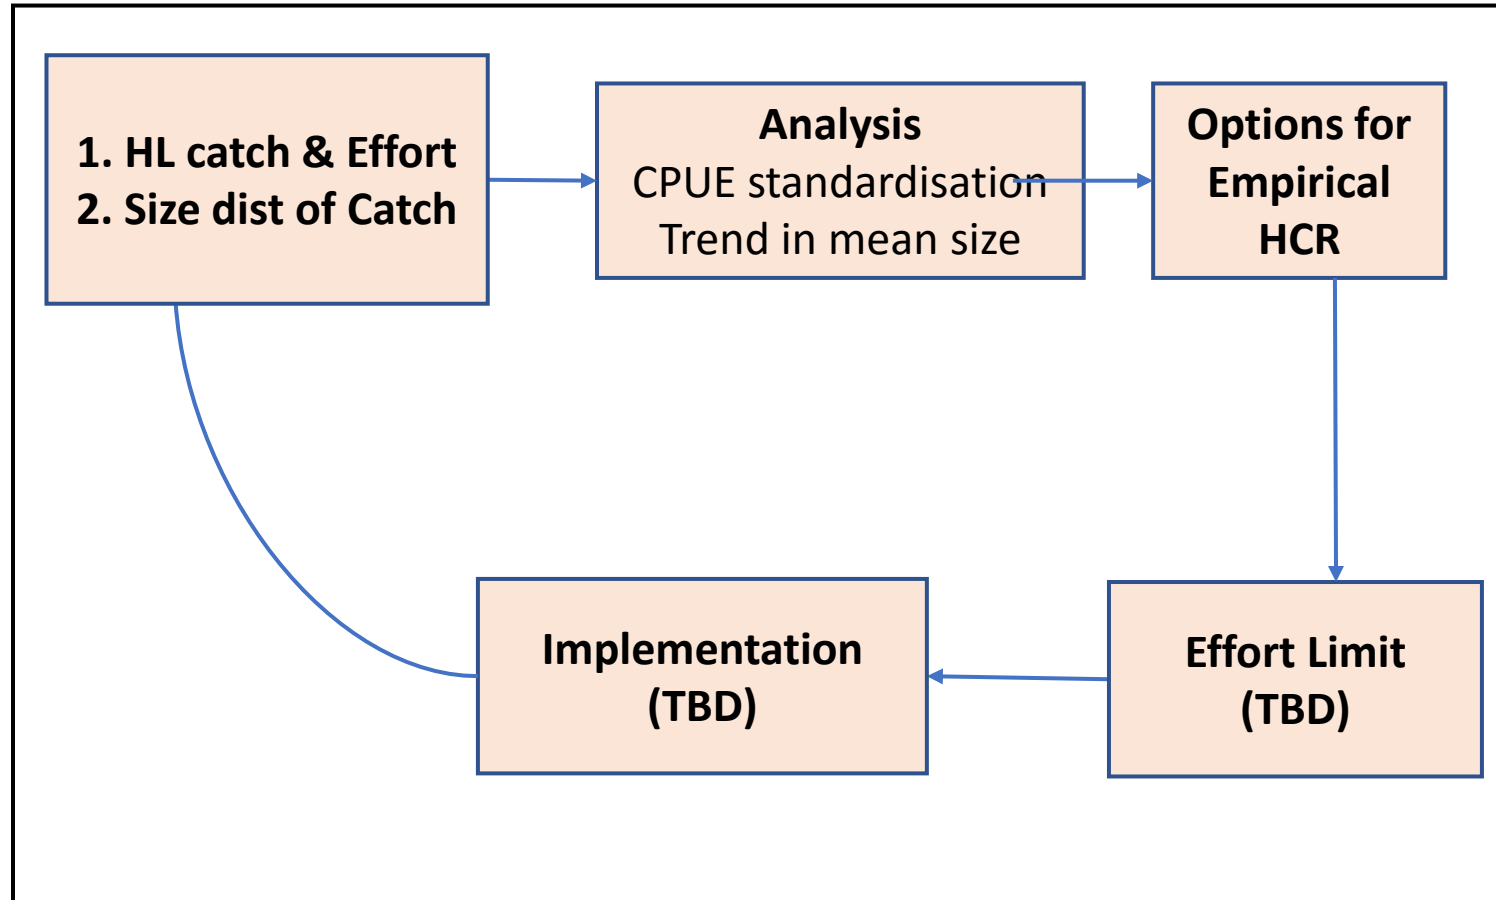 1. HL catch & Effort
2. Size dist of Catch
Analysis
CPUE standardisation
Trend in mean size
Options for
Empirical
HCR
Effort Limit
(TBD)
Implementation
(TBD)